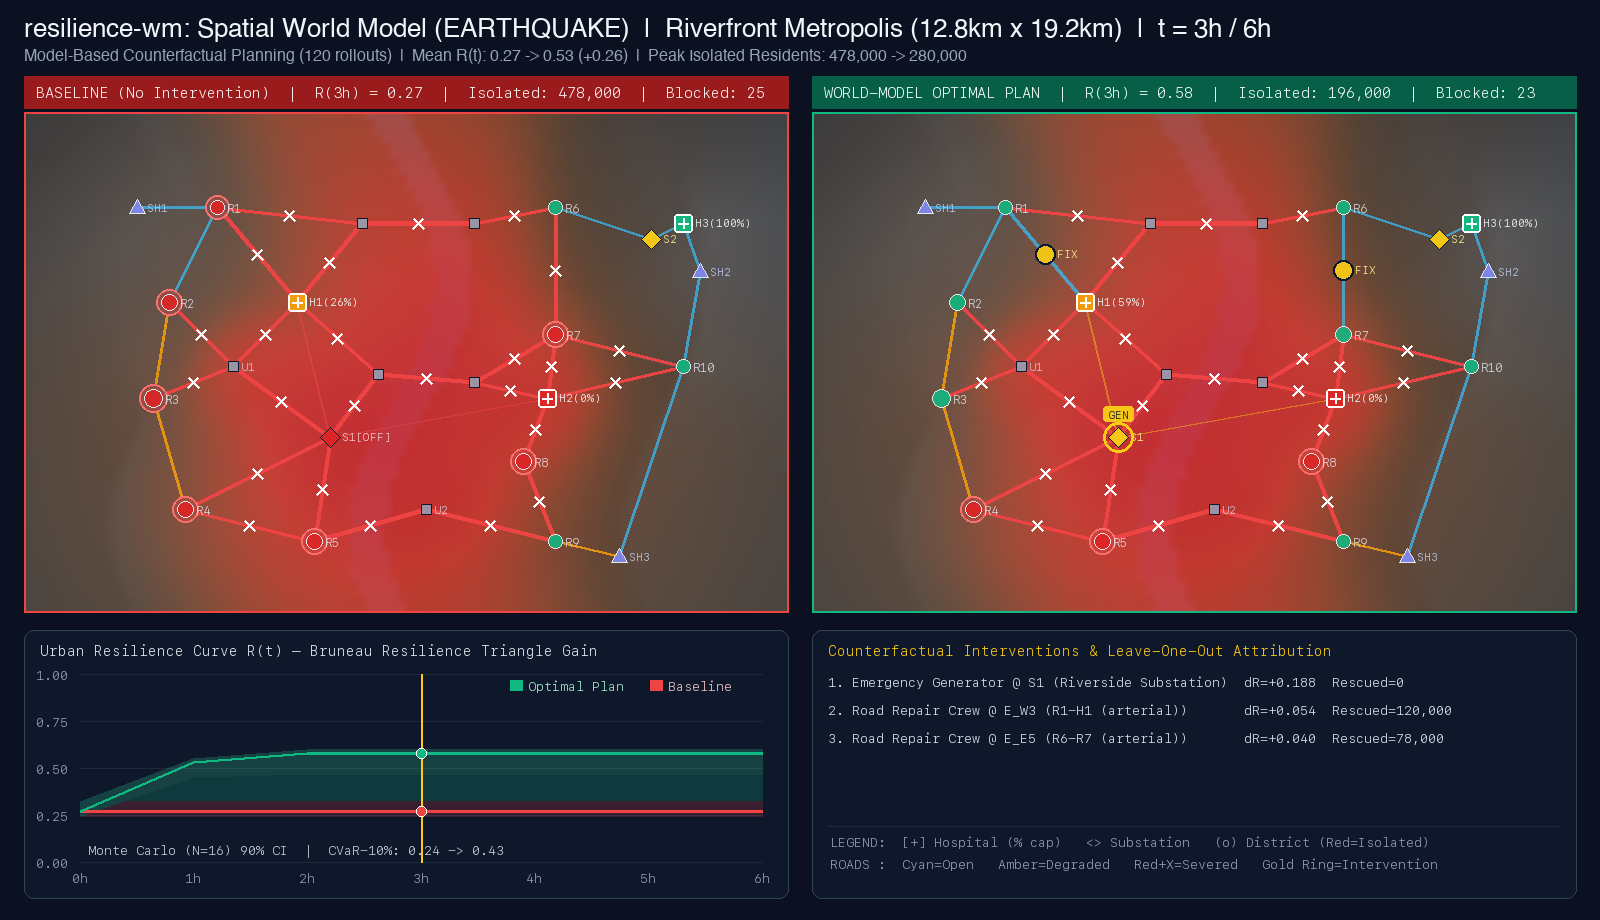 resilience-wm: Spatial World Model (EARTHQUAKE) | Riverfront Metropolis (12.8km x 19.2km) | t = 3h / 6h
Model-Based Counterfactual Planning (120 rollouts) | Mean R(t): 0.27 -> 0.53 (+0.26) | Peak Isolated Residents: 478,000 -> 280,000
BASELINE (No Intervention) | R(3h) = 0.27 | Isolated: 478,000 | Blocked: 25
SH1
R1
R6
H3(100%)
S2
SH2
R2
H1(26%)
R7
U1
R10
R3
H2(0%)
S1[OFF]
R8
R4
U2
R5
R9
SH3
WORLD-MODEL OPTIMAL PLAN | R(3h) = 0.58 | Isolated: 196,000 | Blocked: 23
SH1
R1
R6
H3(100%)
S2
FIX
FIX
SH2
R2
H1(59%)
R7
U1
R10
R3
H2(0%)
GEN
S1
R8
R4
U2
R5
R9
SH3
Urban Resilience Curve R(t) — Bruneau Resilience Triangle Gain
1.00
Optimal Plan
Baseline
0.75
0.50
0.25
Monte Carlo (N=16) 90% CI | CVaR-10%: 0.24 -> 0.43
0.00
0h 1h 2h 3h 4h 5h 6h
Counterfactual Interventions & Leave-One-Out Attribution
1. Emergency Generator @ S1 (Riverside Substation) dR=+0.188 Rescued=0
2. Road Repair Crew @ E_W3 (R1-H1 (arterial)) dR=+0.054 Rescued=120,000
3. Road Repair Crew @ E_E5 (R6-R7 (arterial)) dR=+0.040 Rescued=78,000
LEGEND: [+] Hospital (% cap) <> Substation (o) District (Red=Isolated)
ROADS : Cyan=Open Amber=Degraded Red+X=Severed Gold Ring=Intervention